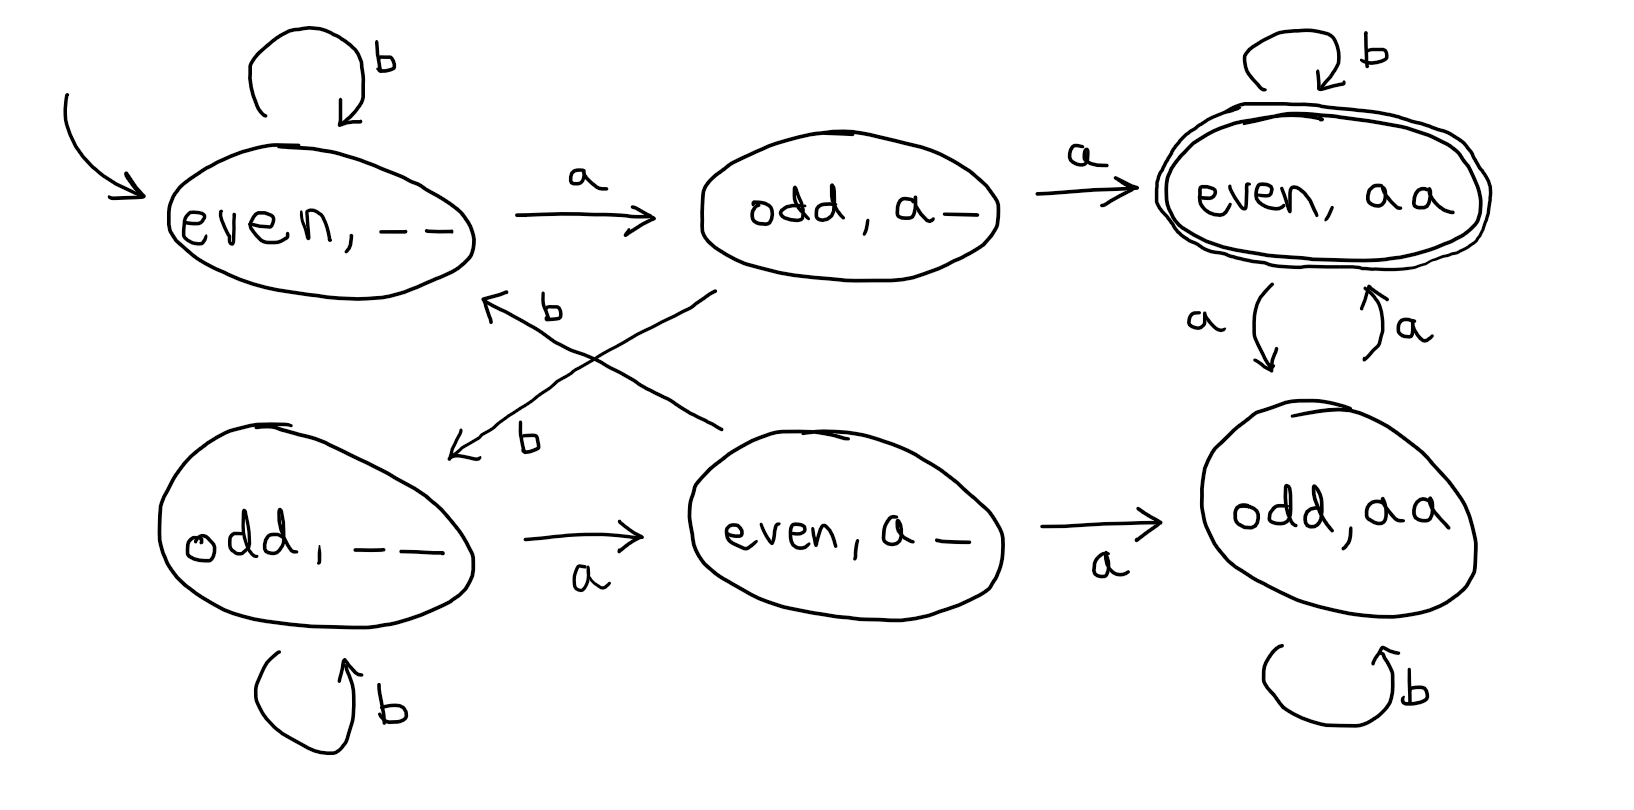 b
b
a
a
even, --
odd, a-
even, aa
b
a
a
b
odd, --
even, a-
odd, aa
a
a
b
b